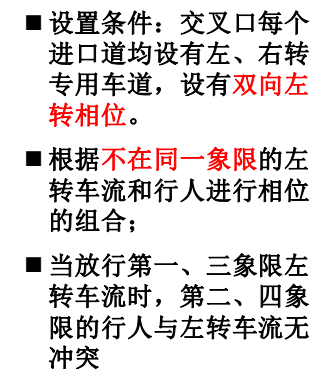 ■ 设置条件：交叉口每个
进口道均设有左、右转
专用车道，设有双向左
转相位。
■ 根据不在同一象限的左
转车流和行人进行相位
的组合；
■ 当放行第一、三象限左
转车流时，第二、四象
限的行人与左转车流无
冲突